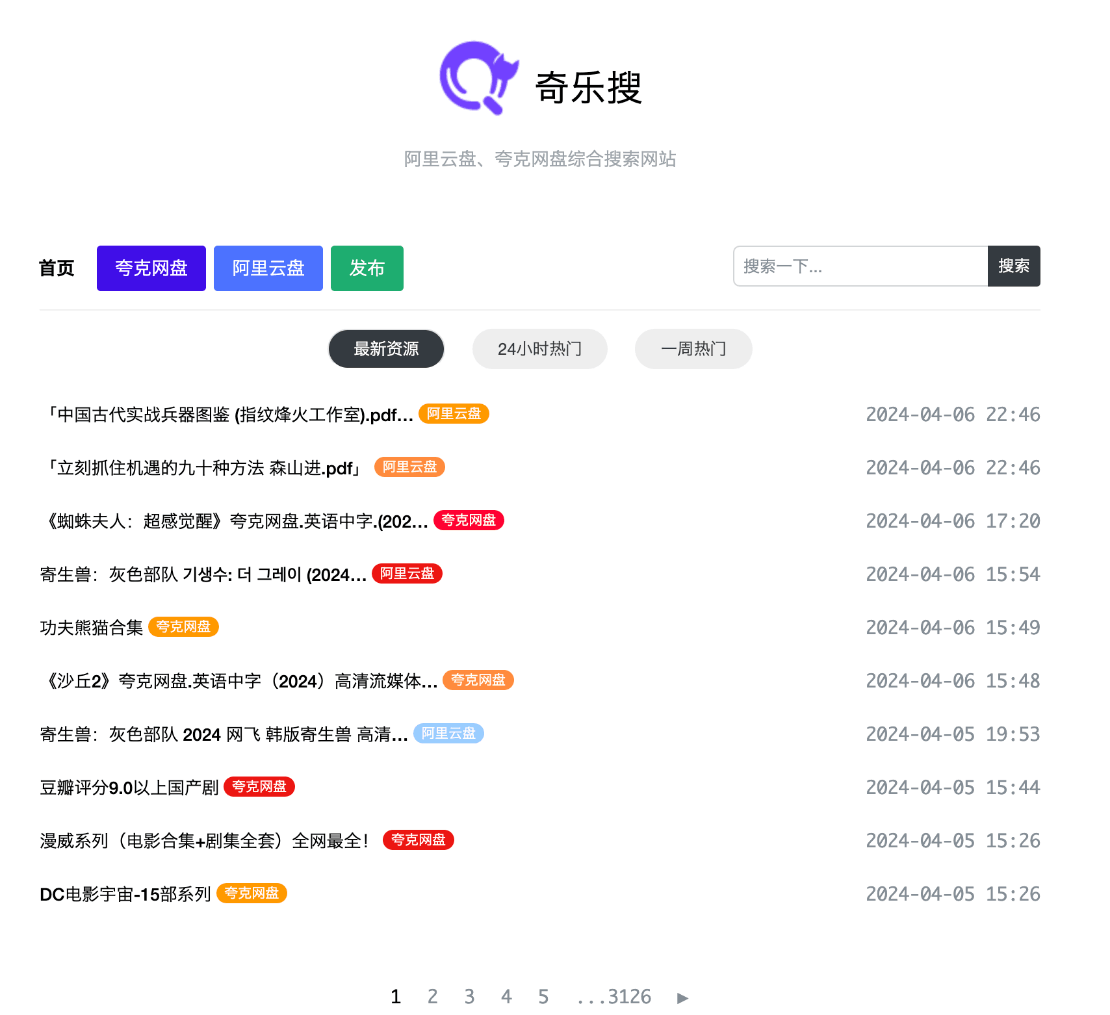 奇乐搜
阿里云盘、夸克网盘综合搜索网站
首页 夸克网盘 阿里云盘 发布 搜索一下... 搜索
最新资源 24小时热门 一周热门
「中国古代实战兵器图鉴 (指纹烽火工作室).pdf... 阿里云盘 2024-04-06 22:46
「立刻抓住机遇的九十种方法 森山进.pdf」 阿里云盘 2024-04-06 22:46
《蜘蛛夫人：超感觉醒》夸克网盘.英语中字.(202... 夸克网盘 2024-04-06 17:20
寄生兽：灰色部队 기생수: 더 그레이 (2024... 阿里云盘 2024-04-06 15:54
功夫熊猫合集 夸克网盘 2024-04-06 15:49
《沙丘2》夸克网盘.英语中字（2024）高清流媒体... 夸克网盘 2024-04-06 15:48
寄生兽：灰色部队 2024 网飞 韩版寄生兽 高清... 阿里云盘 2024-04-05 19:53
豆瓣评分9.0以上国产剧 夸克网盘 2024-04-05 15:44
漫威系列（电影合集+剧集全套）全网最全！ 夸克网盘 2024-04-05 15:26
DC电影宇宙-15部系列 夸克网盘 2024-04-05 15:26
1 2 3 4 5 ...3126 ►